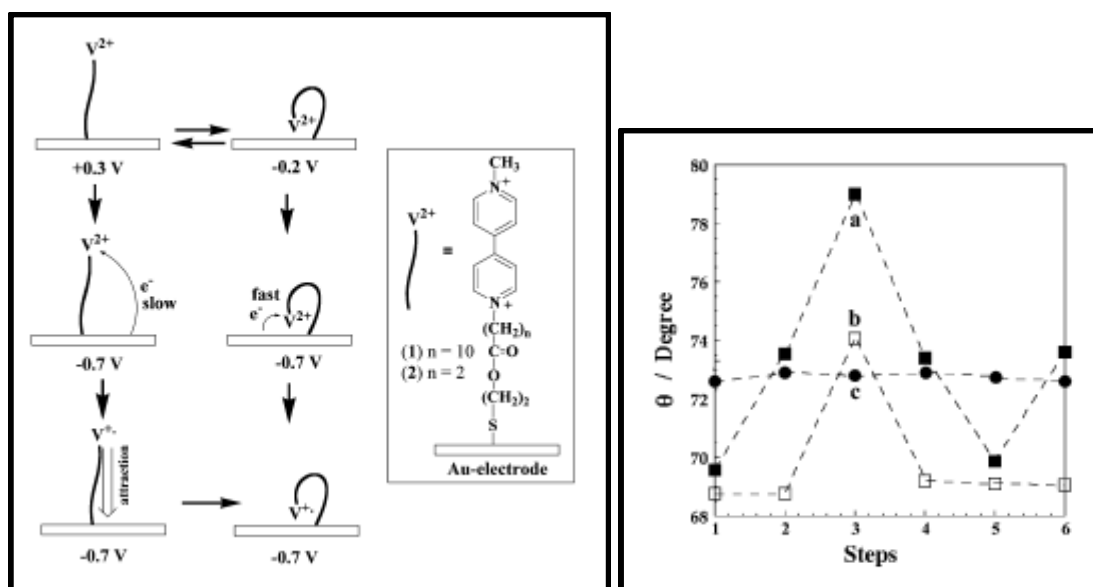 V2+
+0.3 V
V2+
-0.2 V
V2+
e-
slow
-0.7 V
fast
e-
V2+
-0.7 V
V+·
attraction
-0.7 V
V+·
-0.7 V
V2+
≡
CH3
N+
N+
(CH2)n
C=O
O
(CH2)2
S
(1) n = 10
(2) n = 2
Au-electrode
θ / Degree
80
78
76
74
72
70
68
a
b
c
1 2 3 4 5 6
Steps